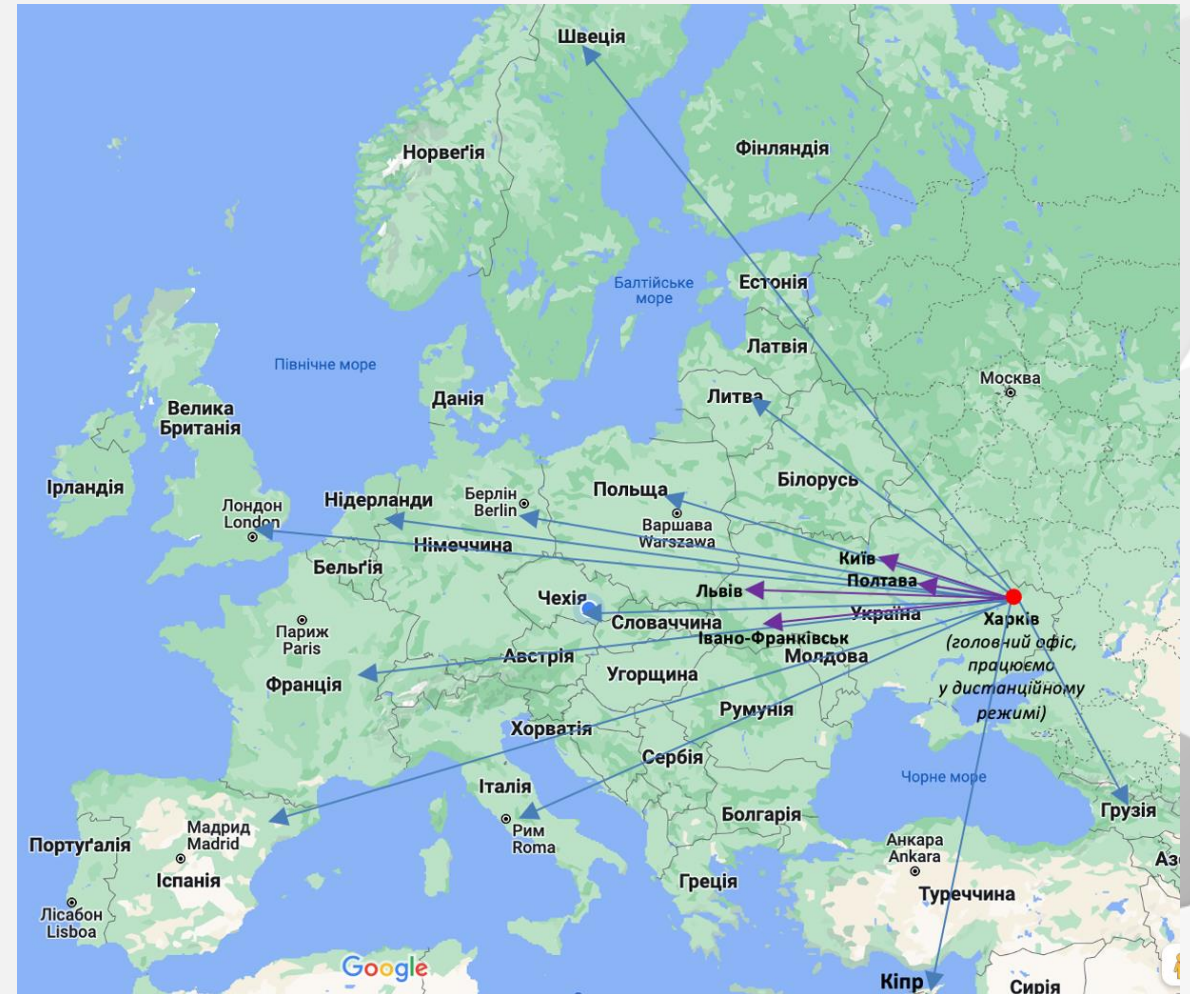 Швеція
Норвеґія
Фінляндія
Балтійське
море
Естонія
Північне море
Латвія
Москва
Данія
Литва
Велика
Британія
Білорусь
Ірландія
Нідерланди
Берлін
Berlin
Польща
Лондон
London
Варшава
Warszawa
Німеччина
Київ
Бельґія
Полтава
Львів
Чехія
Україна
Харків
(головний офіс,
працюємо
у дистанційному
режимі)
Словаччина
Івано-Франківськ
Париж
Paris
Австрія
Молдова
Угорщина
Франція
Румунія
Хорватія
Сербія
Чорне море
Італія
Грузія
Болгарія
Рим
Roma
Мадрид
Madrid
Портуґалія
Анкара
Ankara
Аз
Іспанія
Греція
Туреччина
Лісабон
Lisboa
Google
Кіпр
Сирія